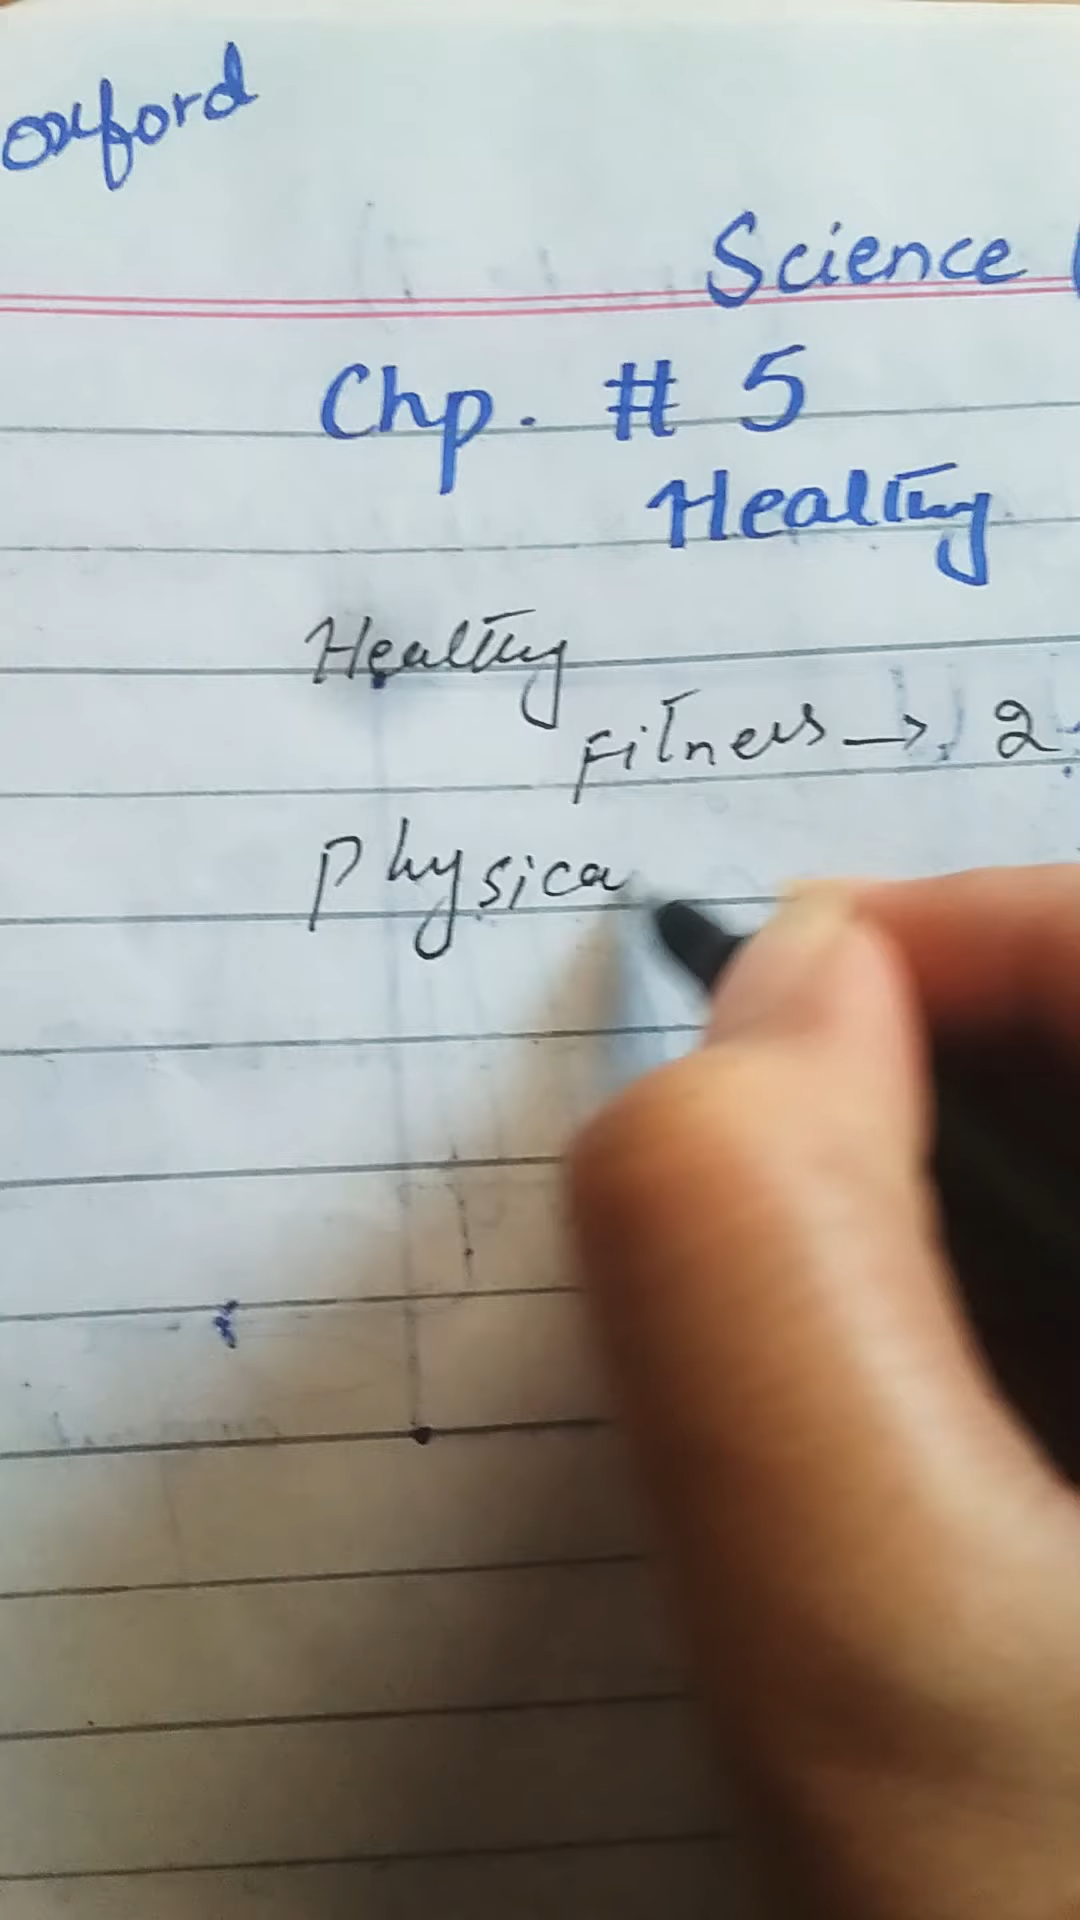 oxford
Science (
Chp. # 5
Healthy
Healthy
Fitness → 2
Physica